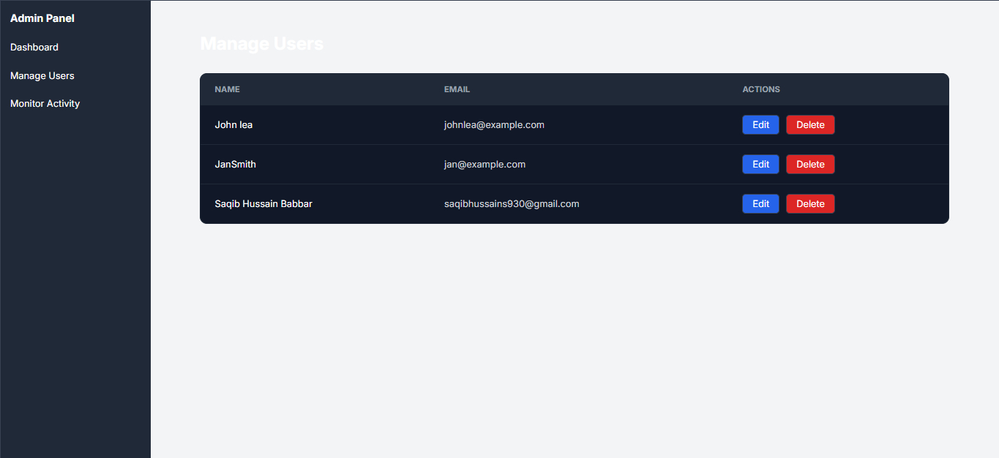 Admin Panel
Dashboard
Manage Users
Monitor Activity
Manage Users
NAME EMAIL ACTIONS
John lea johnlea@example.com Edit Delete
JanSmith jan@example.com Edit Delete
Saqib Hussain Babbar saqibhussains930@gmail.com Edit Delete